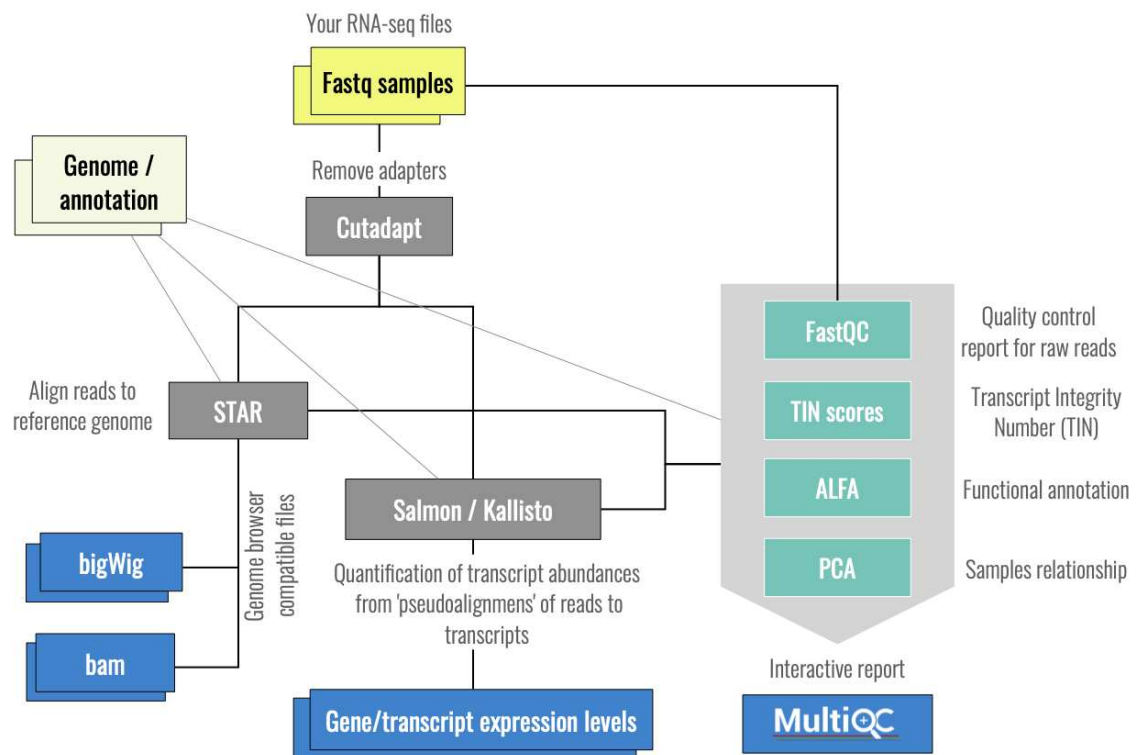 Your RNA-seq files
Fastq samples
Genome /
annotation
Remove adapters
Cutadapt
FastQC
Quality control
report for raw reads
Align reads to
reference genome
STAR
TIN scores
Transcript Integrity
Number (TIN)
Salmon / Kallisto
ALFA
Functional annotation
Genome browser
compatible files
bigWig
Quantification of transcript abundances
from 'pseudoalignmens' of reads to
transcripts
PCA
Samples relationship
bam
Interactive report
Gene/transcript expression levels
MultiQC